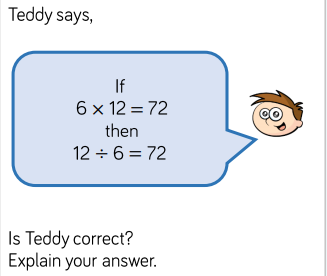 Teddy says,
If
6 × 12 = 72
then
12 ÷ 6 = 72
Is Teddy correct?
Explain your answer.